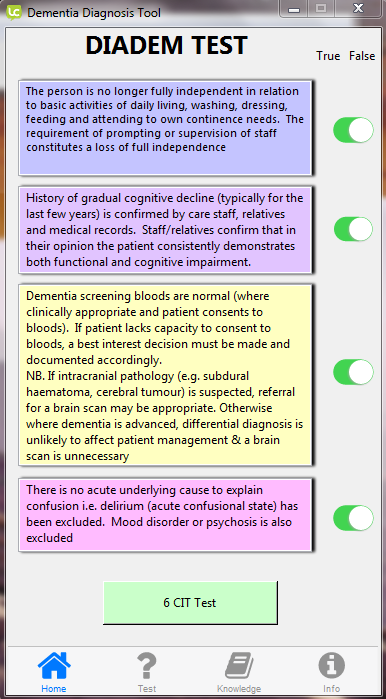 LC Dementia Diagnosis Tool
DIADEM TEST
True False
The person is no longer fully independent in relation
to basic activities of daily living, washing, dressing,
feeding and attending to own continence needs. The
requirement of prompting or supervision of staff
constitutes a loss of full independence
History of gradual cognitive decline (typically for the
last few years) is confirmed by care staff, relatives
and medical records. Staff/relatives confirm that in
their opinion the patient consistently demonstrates
both functional and cognitive impairment.
Dementia screening bloods are normal (where
clinically appropriate and patient consents to
bloods). If patient lacks capacity to consent to
bloods, a best interest decision must be made and
documented accordingly.
NB. If intracranial pathology (e.g. subdural
haematoma, cerebral tumour) is suspected, referral
for a brain scan may be appropriate. Otherwise
where dementia is advanced, differential diagnosis is
unlikely to affect patient management & a brain
scan is unnecessary
There is no acute underlying cause to explain
confusion i.e. delirium (acute confusional state) has
been excluded. Mood disorder or psychosis is also
excluded
6 CIT Test
Home Test Knowledge Info